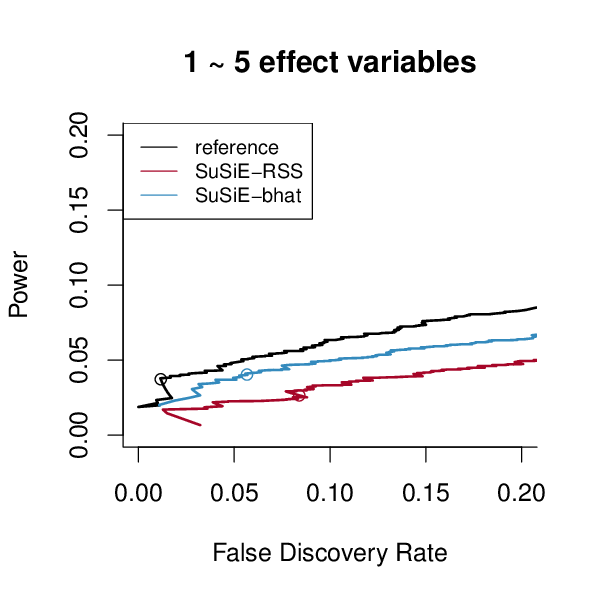 1 ~ 5 effect variables
reference
SuSiE−RSS
SuSiE−bhat
Power
0.20
0.15
0.10
0.05
0.00
0.00 0.05 0.10 0.15 0.20
False Discovery Rate